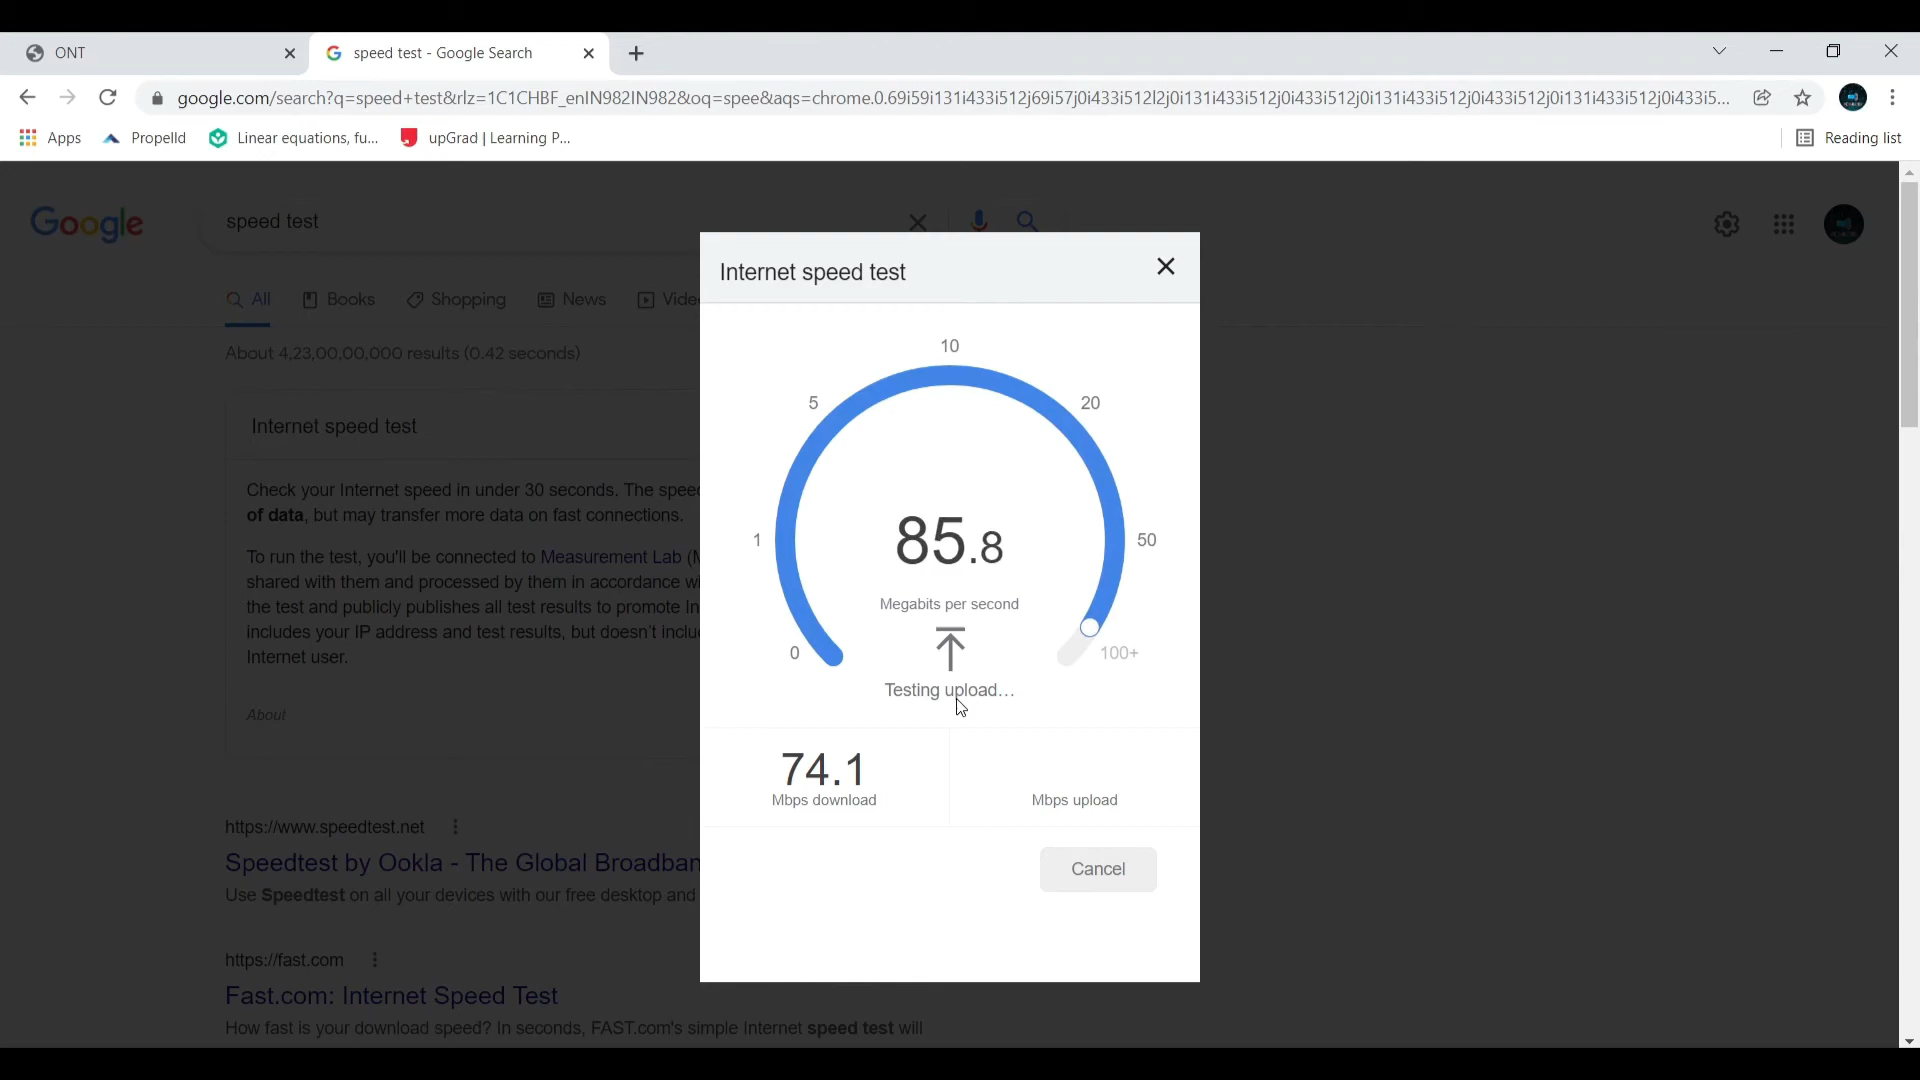 ONT
speed test - Google Search
google.com/search?q=speed+test&rlz=1C1CHBF_enIN982IN982&oq=spee&aqs=chrome.0.69i59i131i433i512j69i57j0i433i512l2j0i131i433i512j0i433i512j0i131i433i512j0i433i512j0i131i433i512j0i433i5...
Apps
Propelld
Linear equations, fu...
upGrad | Learning P...
Reading list
Google
speed test
All
Books
Shopping
News
About 4,23,00,00,000 results (0.42 seconds)
Internet speed test
Check your Internet speed in under 30 seconds. The
of data, but may transfer more data on fast connections.
To run the test, you'll be connected to Measurement Lab
shared with them and processed by them in accordance
the test and publicly publishes all test results to promote
includes your IP address and test results, but doesn't
Internet user.
About
https://www.speedtest.net
Speedtest by Ookla - The Global
Use Speedtest on all your devices with our free desktop and
https://fast.com
Fast.com: Internet Speed Test
How fast is your download speed? In seconds, FAST.com's simple Internet speed test will
Internet speed test
10
5
20
1
50
0
100+
85.8
Megabits per second
Testing upload...
74.1
Mbps download
Mbps upload
Cancel